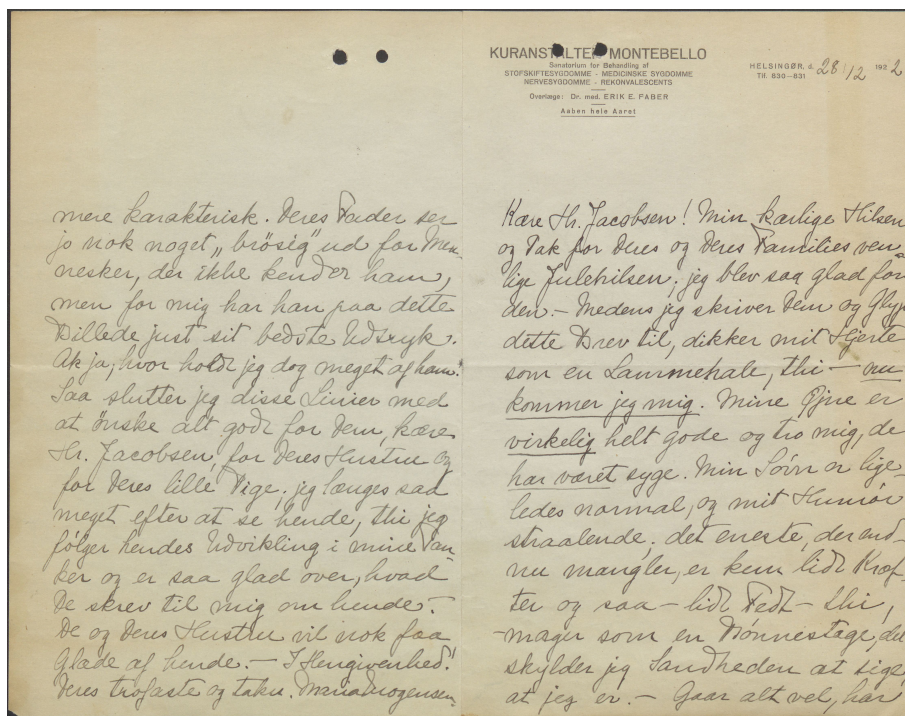 mere karakterisk. Deres Fader ser
jo nok noget "brösig" ud for Men-
nesker, der ikke kender ham,
men for mig har han paa dette
Billede just sit bedste Udtryk.
Ak ja, hvor holdt jeg dog meget af ham!
Saa slutter jeg disse Linier med
at önske alt godt for Dem, kære
Hr. Jacobsen, for Deres Hustru og
for Deres lille Pige; jeg længes saa
meget efter at se hende, thi jeg
følger hendes Udvikling i mine Tan-
ker og er saa glad over, hvad
De skrev til mig om hende.-
De og Deres Hustru vil nok faa
Glæde af hende. - I Hengivenhed!
Deres trofaste og takn. Maria Mogensen
KURANSTALTEN MONTEBELLO
Sanatorium for Behandling af
STOFSKIFTESYGDOMME - MEDICINSKE SYGDOMME
NERVESYGDOMME - REKONVALESCENTS
Overlæge: Dr. med. ERIK E. FABER
Aaben hele Aaret
HELSINGØR, d. 28/12 1922
Tlf. 630-631
Kære Hr. Jacobsen! Min kærlige Hilsen
og Tak for Deres og Deres Families ven-
lige Julehilsen; jeg blev saa glad for
den. - Medens jeg skriver Dem og Glypt.
dette Brev til, dikker mit Hjerte
som en Lammehale, thi - nu
kommer jeg mig. Mine Øjne er
virkelig helt gode og tro mig, de
har været syge. Min Søvn er lige-
ledes normal, og mit Humör
straalende; det eneste, der end-
nu mangler, er kun lidt Kræf-
ter og saa - lidt Fedt - thi,
- mager som en Bønnestage, det
skylder jeg Sandheden at sige,
at jeg er. - Gaar alt vel, har